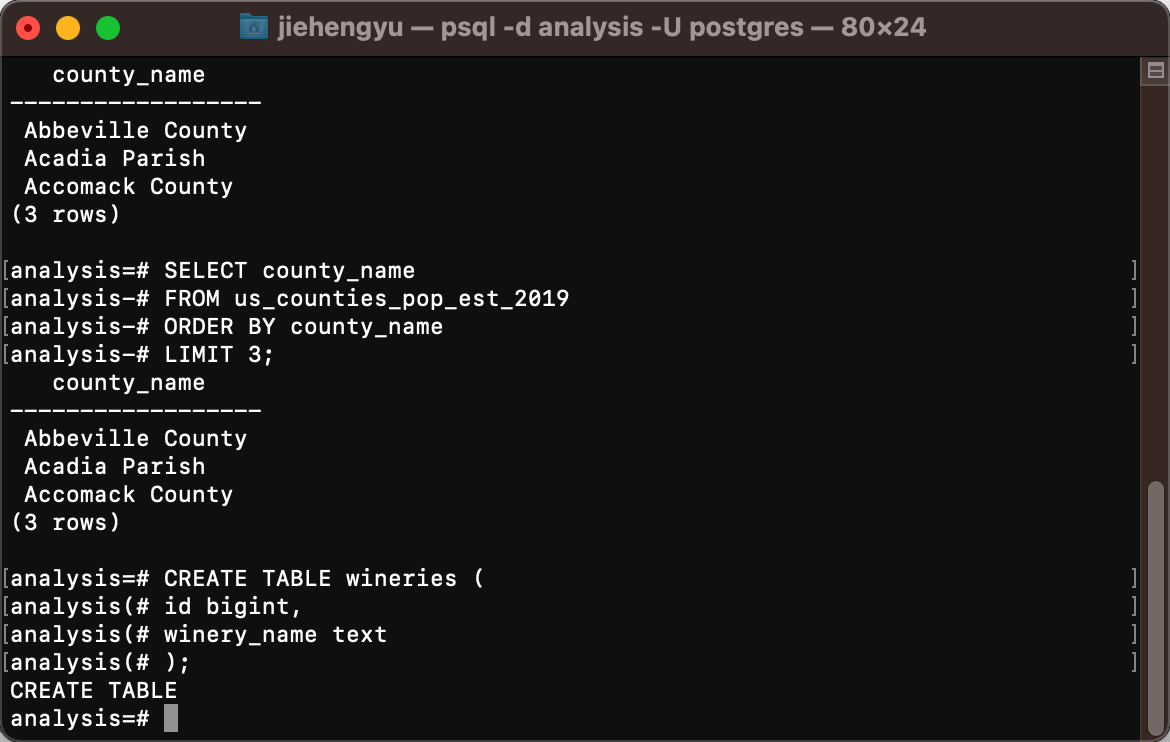 jiehengyu — psql -d analysis -U postgres — 80×24
county_name
------------------
Abbeville County
Acadia Parish
Accomack County
(3 rows)
[analysis=# SELECT county_name ]
[analysis-# FROM us_counties_pop_est_2019 ]
[analysis-# ORDER BY county_name ]
[analysis-# LIMIT 3; ]
county_name
------------------
Abbeville County
Acadia Parish
Accomack County
(3 rows)
[analysis=# CREATE TABLE wineries ( ]
[analysis(# id bigint, ]
[analysis(# winery_name text ]
[analysis(# ); ]
CREATE TABLE
analysis=#